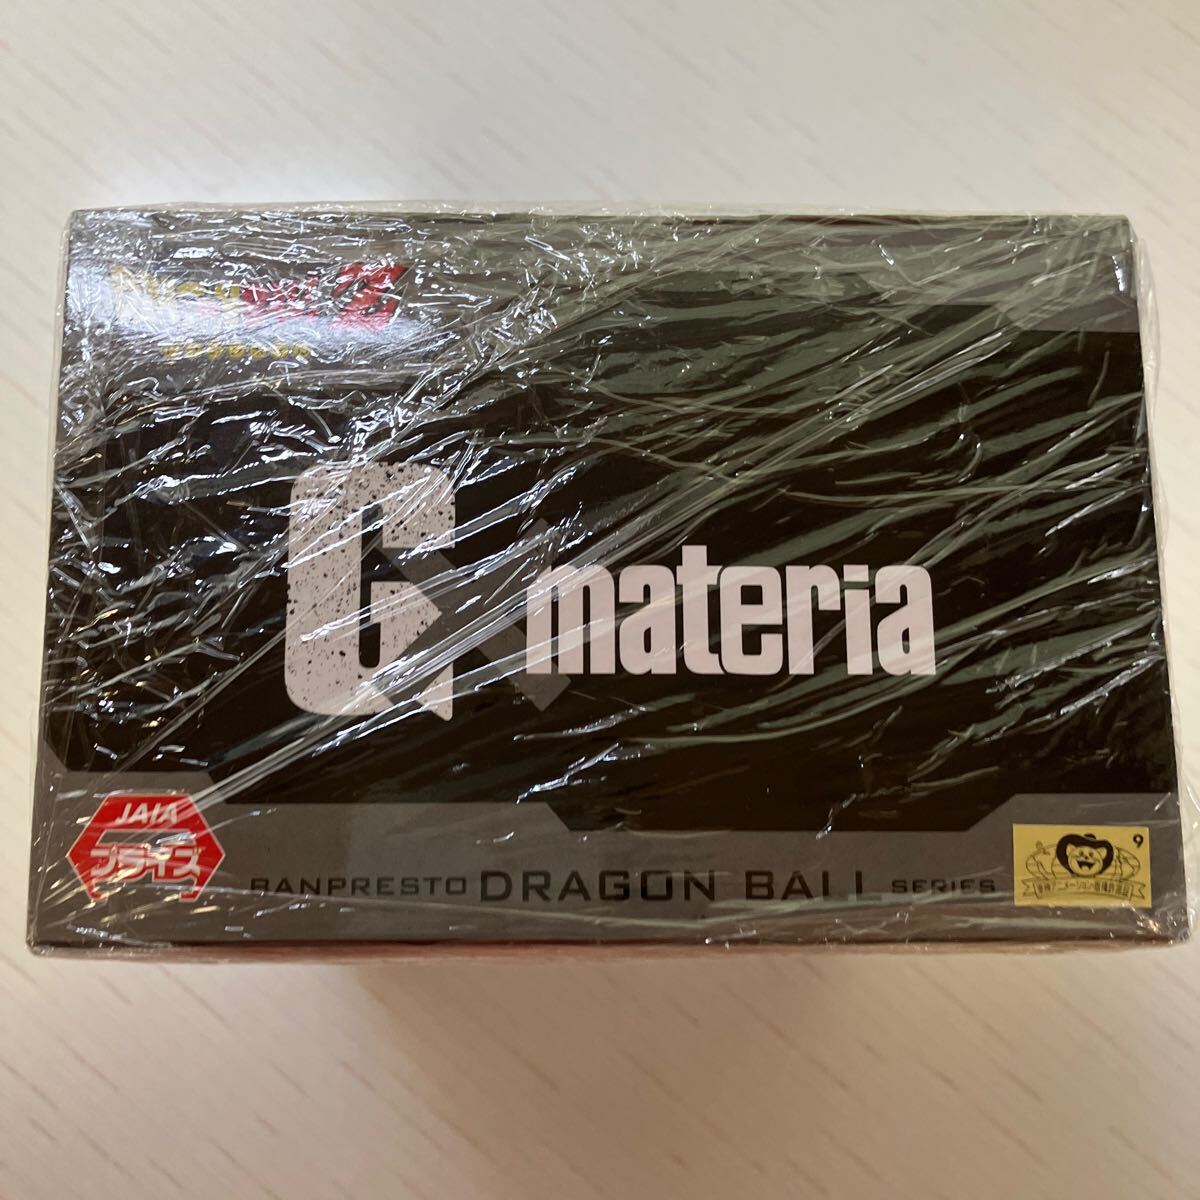 G materia
JAIA
プライズ
BANPRESTO DRAGON BALL SERIES
9